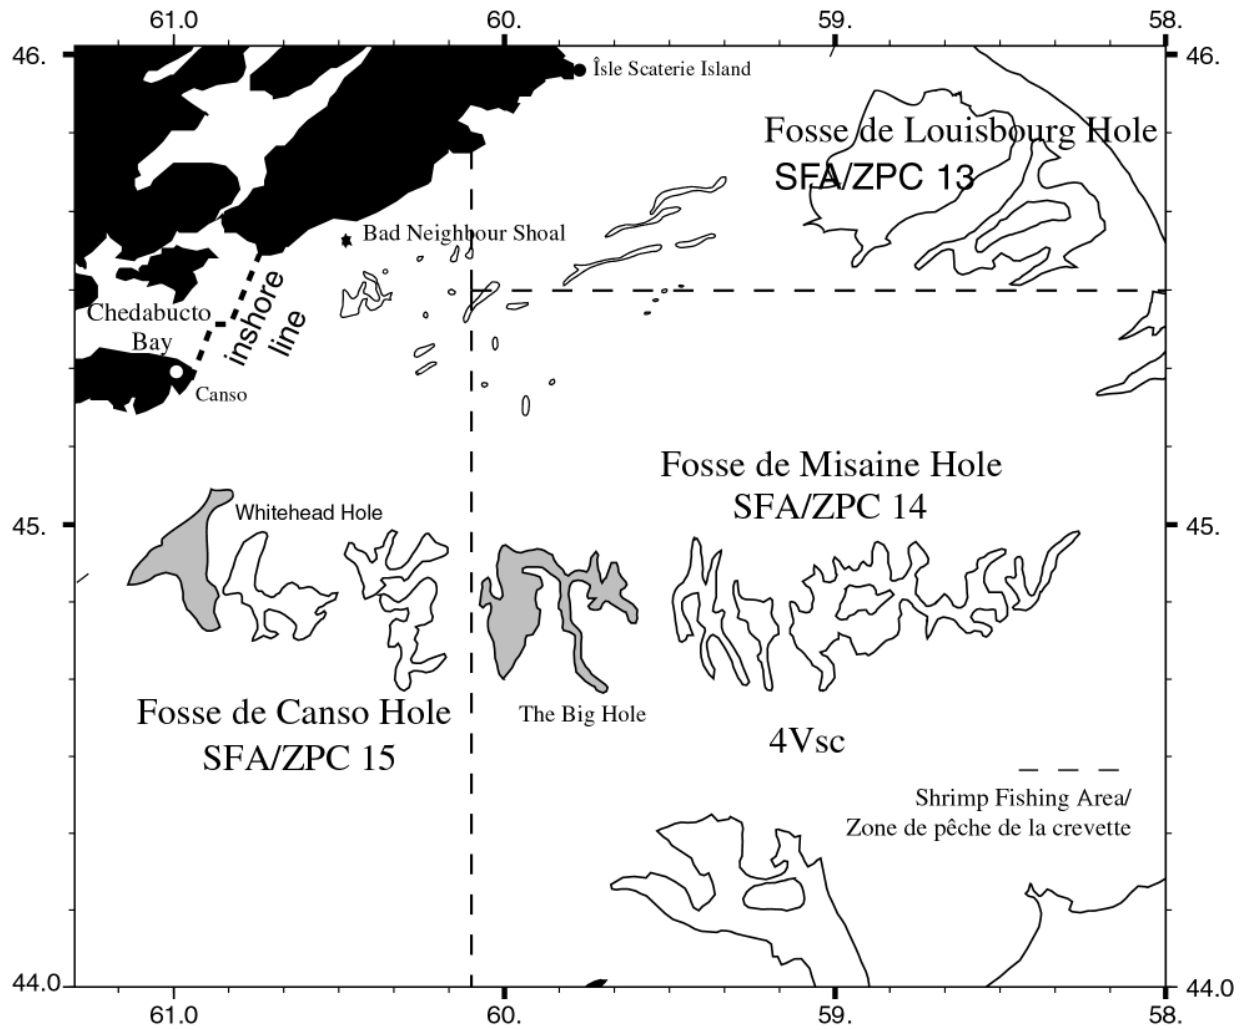 61.0 60. 59. 58.
46. 46.
Îsle Scaterie Island
Fosse de Louisbourg Hole
SFA/ZPC 13
Bad Neighbour Shoal
Chedabucto
Bay
inshore
line
Canso
Fosse de Misaine Hole
SFA/ZPC 14
Whitehead Hole
45. 45.
Fosse de Canso Hole
SFA/ZPC 15
The Big Hole
4Vsc
Shrimp Fishing Area/
Zone de pêche de la crevette
44.0 44.0
61.0 60. 59. 58.